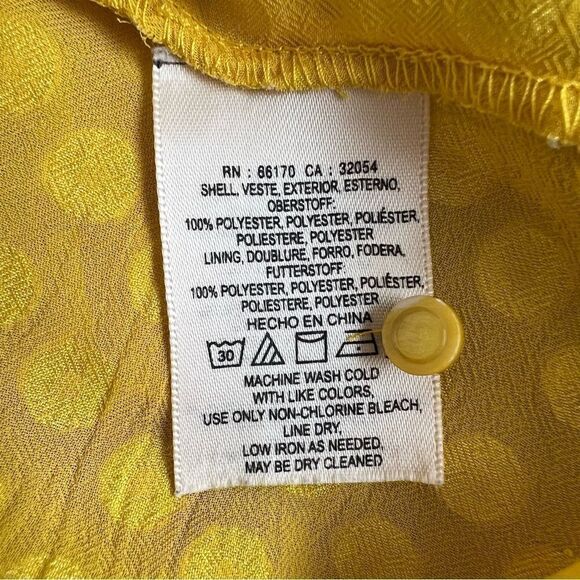 RN : 86170 CA : 32054
SHELL, VESTE, EXTERIOR, ESTERNO,
OBERSTOFF:
100% POLYESTER, POLYESTER, POLIÉSTER,
POLIESTERE, POLYESTER
LINING, DOUBLURE, FORRO, FODERA,
FUTTERSTOFF:
100% POLYESTER, POLYESTER, POLIÉSTER,
POLIESTERE, POLYESTER
HECHO EN CHINA
30
MACHINE WASH COLD
WITH LIKE COLORS,
USE ONLY NON-CHLORINE BLEACH,
LINE DRY,
LOW IRON AS NEEDED,
MAY BE DRY CLEANED